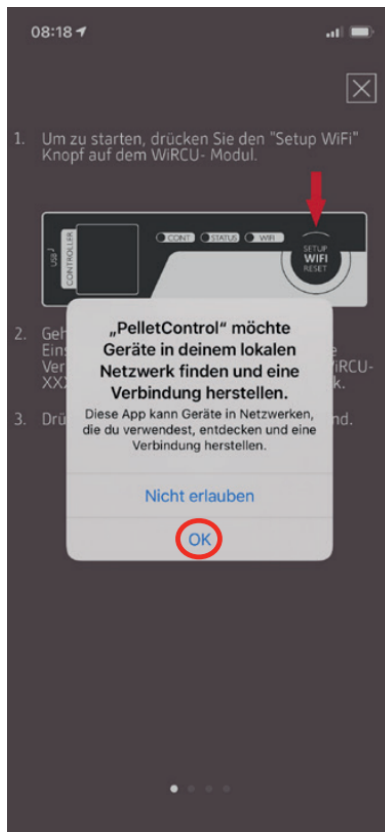 08:18
1. Um zu starten, drücken Sie den "Setup WiFi"
Knopf auf dem WiRCU- Modul.
USB
CONTROLLER
CONT
STATUS
WIFI
SETUP
WIFI
RESET
2. Geh
Eins
Ver
iRCU-
XXX
k.
3. Drü
nd.
„PelletControl“ möchte
Geräte in deinem lokalen
Netzwerk finden und eine
Verbindung herstellen.
Diese App kann Geräte in Netzwerken,
die du verwendest, entdecken und eine
Verbindung herstellen.
Nicht erlauben
OK